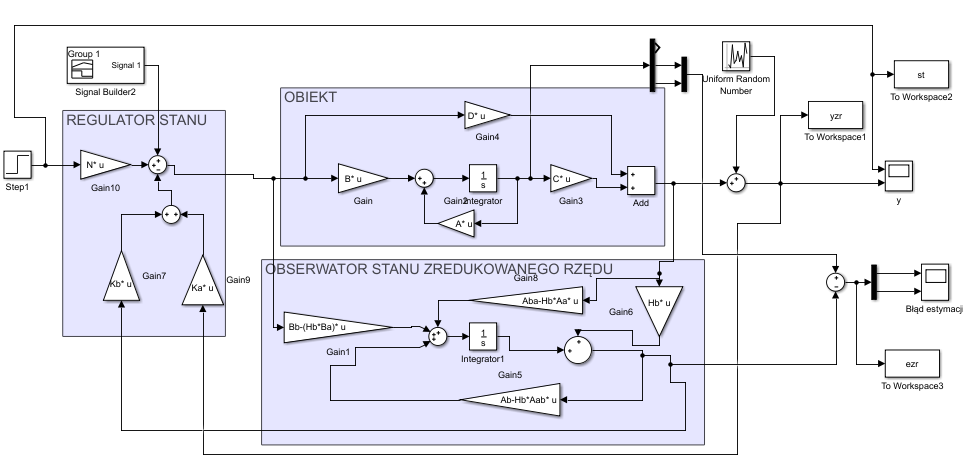 Group 1
Signal 1
Signal Builder2
Uniform Random
Number
st
To Workspace2
OBIEKT
REGULATOR STANU
D* u
Gain4
yzr
To Workspace1
Step1
N* u
Gain10
B* u
Gain
Gain2
1
s
Integrator
C* u
Gain3
Add
y
A* u
Kb* u
Gain7
Ka* u
Gain9
OBSERWATOR STANU ZREDUKOWANEGO RZĘDU
Gain8
Aba-Hb*Aa* u
Hb* u
Gain6
Bb-(Hb*Ba)* u
Gain1
1
s
Integrator1
Gain5
Ab-Hb*Aab* u
Błąd estymacji
ezr
To Workspace3